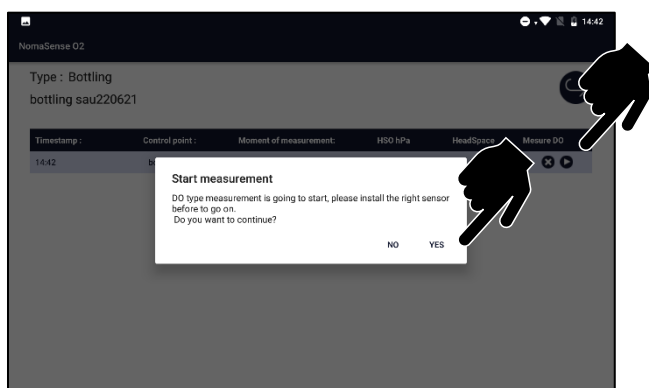 14:42
NomaSense O2
Type : Bottling
bottling sau220621
Timestamp : Control point : Moment of measurement: HS0 hPa HeadSpace Mesure DO
14:42
Start measurement
DO type measurement is going to start, please install the right sensor
before to go on.
Do you want to continue?
NO YES